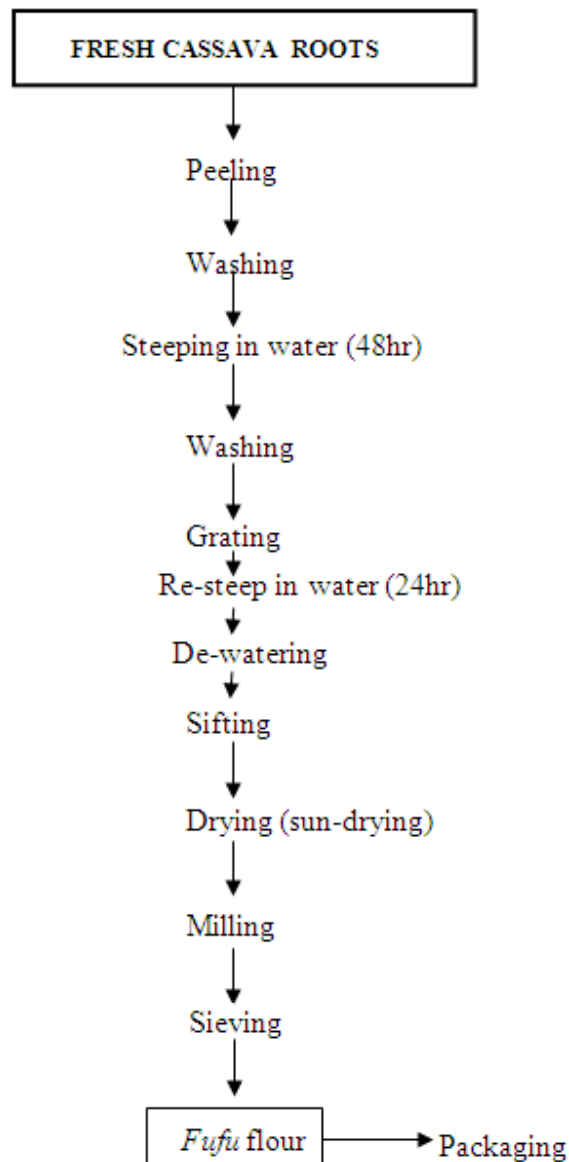 FRESH CASSAVA ROOTS
Peeling
Washing
Steeping in water (48hr)
Washing
Grating
Re-steep in water (24hr)
De-watering
Sifting
Drying (sun-drying)
Milling
Sieving
Fufu flour
Packaging